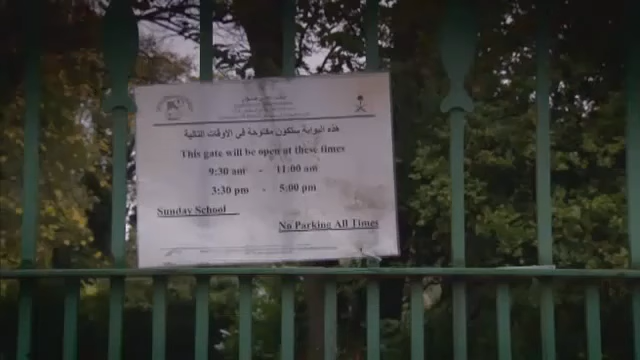 هذه البوابة ستكون مفتوحة في الاوقات التالية
This gate will be open at these times
9:30 am - 11:00 am
3:30 pm - 5:00 pm
Sunday School
No Parking All Times